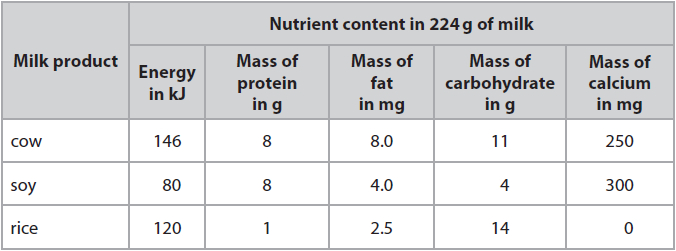 Milk product
Nutrient content in 224 g of milk
Energy in kJ
Mass of protein in g
Mass of fat in mg
Mass of carbohydrate in g
Mass of calcium in mg
cow 146 8 8.0 11 250
soy 80 8 4.0 4 300
rice 120 1 2.5 14 0